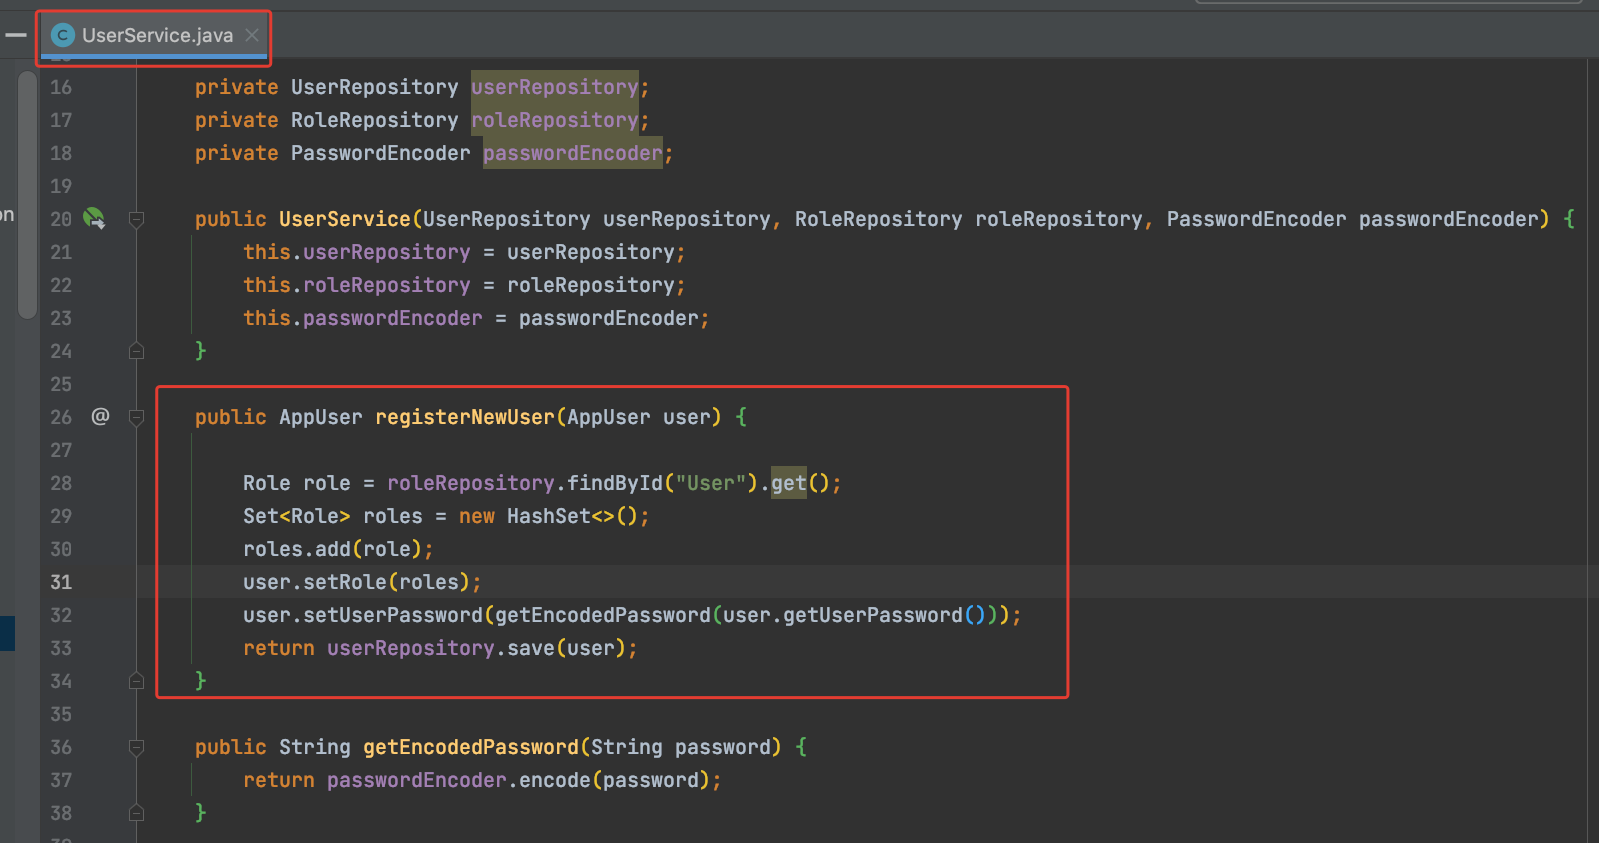 UserService.java
16 private UserRepository userRepository;
17 private RoleRepository roleRepository;
18 private PasswordEncoder passwordEncoder;
19
on
20 public UserService(UserRepository userRepository, RoleRepository roleRepository, PasswordEncoder passwordEncoder) {
21 this.userRepository = userRepository;
22 this.roleRepository = roleRepository;
23 this.passwordEncoder = passwordEncoder;
24 }
25
26 @ public AppUser registerNewUser(AppUser user) {
27
28 Role role = roleRepository.findById("User").get();
29 Set<Role> roles = new HashSet<>();
30 roles.add(role);
31 user.setRole(roles);
32 user.setUserPassword(getEncodedPassword(user.getUserPassword()));
33 return userRepository.save(user);
34 }
35
36 public String getEncodedPassword(String password) {
37 return passwordEncoder.encode(password);
38 }